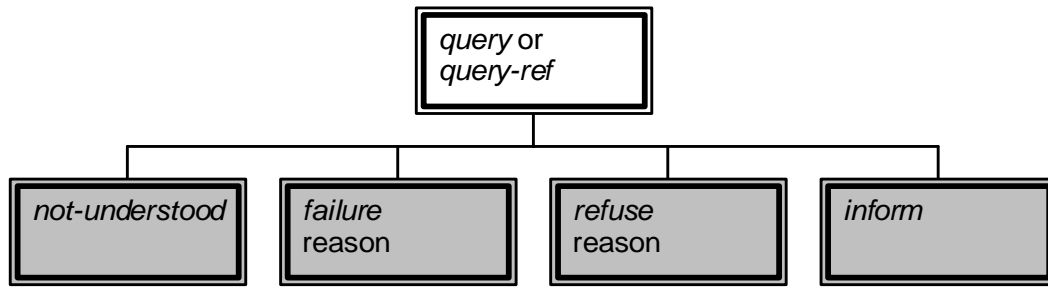 query or
query-ref
not-understood
failure
reason
refuse
reason
inform